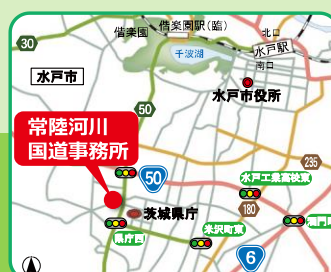 偕楽園
偕楽園駅(臨)
北口
水戸駅
南口
千波湖
30
水戸市
水戸市役所
50
常陸河川
国道事務所
50
水戸工業高校東
235
茨城県庁
180
県庁西
米沢町東
6